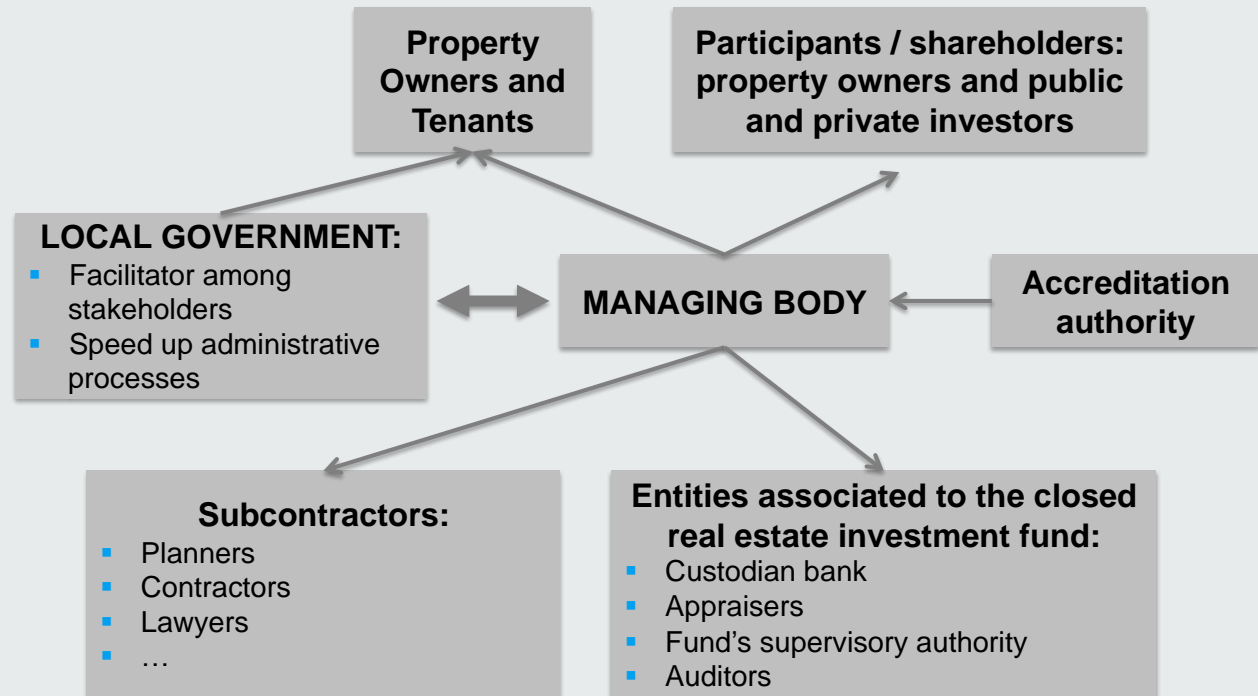 Property
Owners and
Tenants
Participants / shareholders:
property owners and public
and private investors
LOCAL GOVERNMENT:
▪ Facilitator among
stakeholders
▪ Speed up administrative
processes
MANAGING BODY
Accreditation
authority
Subcontractors:
▪ Planners
▪ Contractors
▪ Lawyers
▪ …
Entities associated to the closed
real estate investment fund:
▪ Custodian bank
▪ Appraisers
▪ Fund’s supervisory authority
▪ Auditors